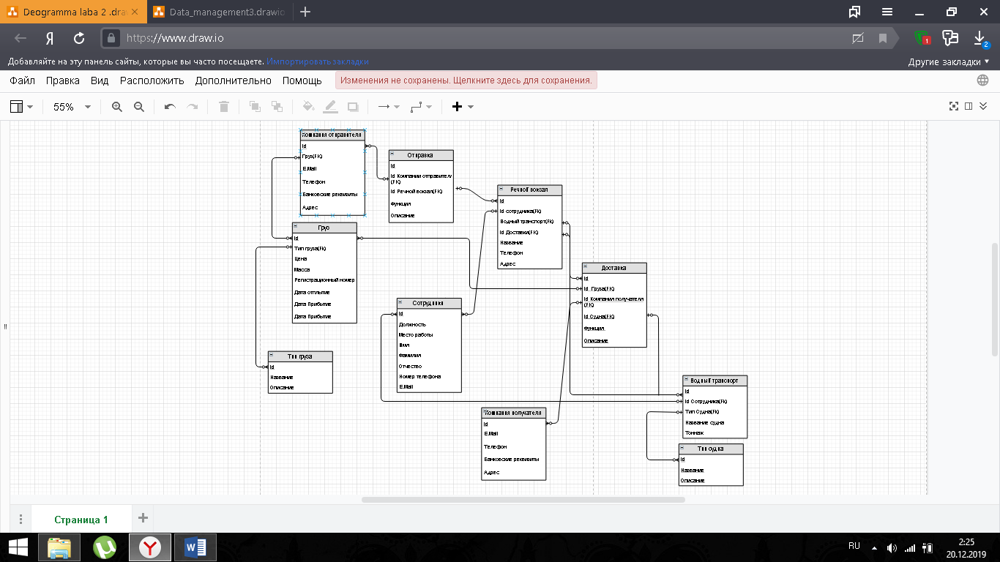 Deogramma laba 2 .dra
Data_management3.drawio
Я
https://www.draw.io
1
2
Добавляйте на эту панель сайты, которые вы часто посещаете. Импортировать закладки
Другие закладки
Файл
Правка
Вид
Расположить
Дополнительно
Помощь
Изменения не сохранены. Щелкните здесь для сохранения.
55%
Компания отправителя
Id
Груз(FK)
EMail
Телефон
Банковские реквизиты
Адрес
Отправка
Id
Id Компании отправителя
(FK)
Id Речной вокзал(FK)
Функция
Описание
Речной вокзал
Id
Id сотрудника(Fk)
Водный транспорт(Fk)
Id Доставки(FK)
Название
Телефон
Адрес
Груз
Id
Тип груза(Fk)
Цена
Масса
Регистрационный номер
Дата отплытие
Дата Прибытие
Дата Прибытие
Доставка
Id
Id Груза(FK)
Id Компания получателя
(FK)
Id Судна(FK)
Функция
Описание
Сотрудники
Id
Должность
Место работы
Имя
Фамилия
Отчество
Номер телефона
EMail
Тип груза
Id
Название
Описание
Водный транспорт
Id
Id Сотрудника(Fk)
Тип Судна(Fk)
Название судна
Тоннаж
Компания получателя
Id
EMail
Телефон
Банковские реквизиты
Адрес
Тип судна
Id
Название
Описание
Страница 1
RU
2:25
20.12.2019